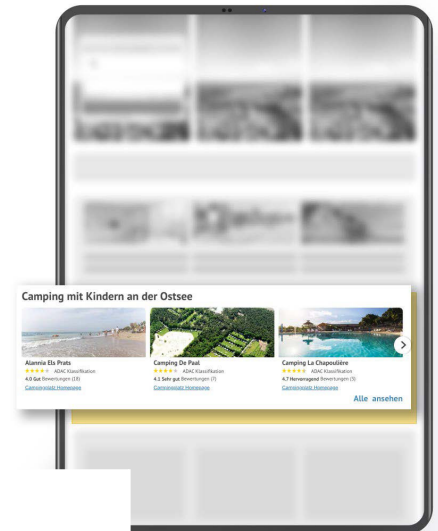 Camping mit Kindern an der Ostsee
Alannia Els Prats
ADAC Klassifikation
4.0 Gut Bewertungen (18)
Campingplatz Homepage
Camping De Paal
ADAC Klassifikation
4.1 Sehr gut Bewertungen (7)
Campingplatz Homepage
Camping La Chapoulière
ADAC Klassifikation
4.7 Hervorragend Bewertungen (3)
Campingplatz Homepage
Alle ansehen